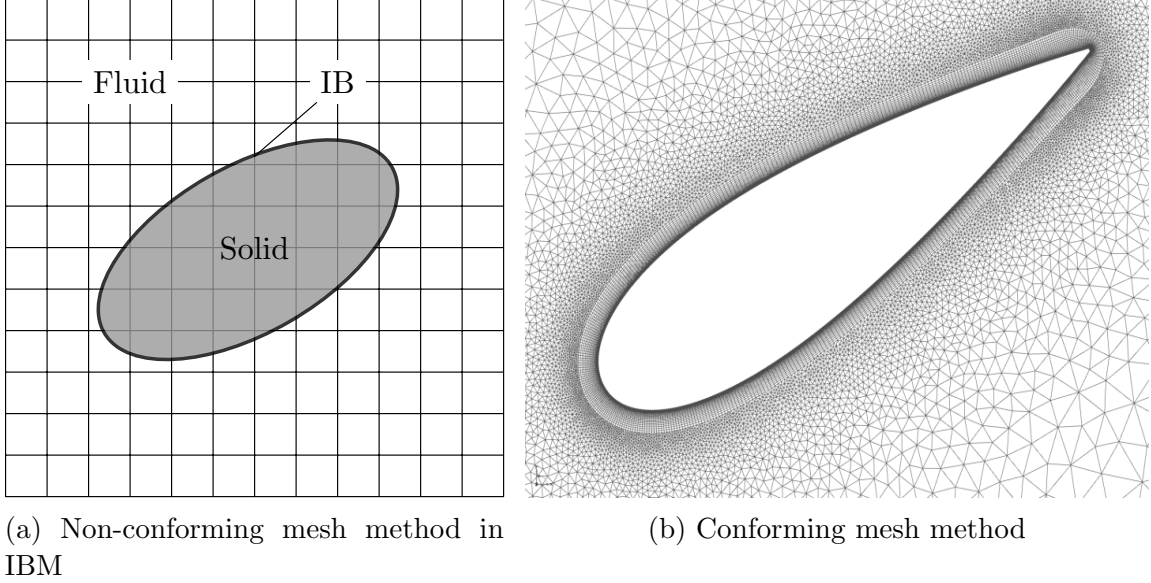 Fluid
IB
Solid
(a) Non-conforming mesh method in
IBM
(b) Conforming mesh method